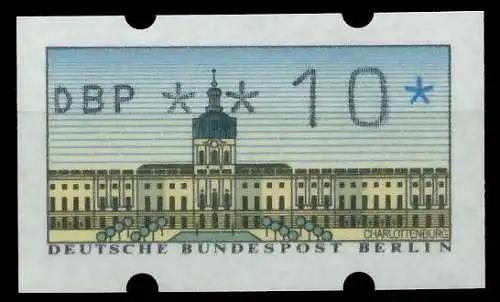 DBP ** 10*
CHARLOTTENBURG
DEUTSCHE BUNDESPOST BERLIN